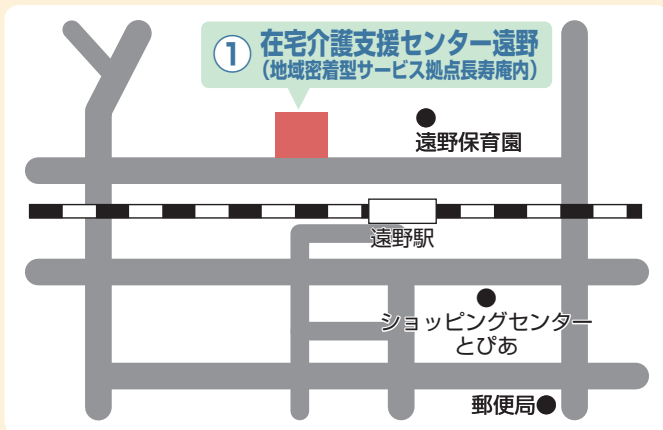 ① 在宅介護支援センター遠野
(地域密着型サービス拠点長寿庵内)
遠野保育園
遠野駅
ショッピングセンター
とぴあ
郵便局